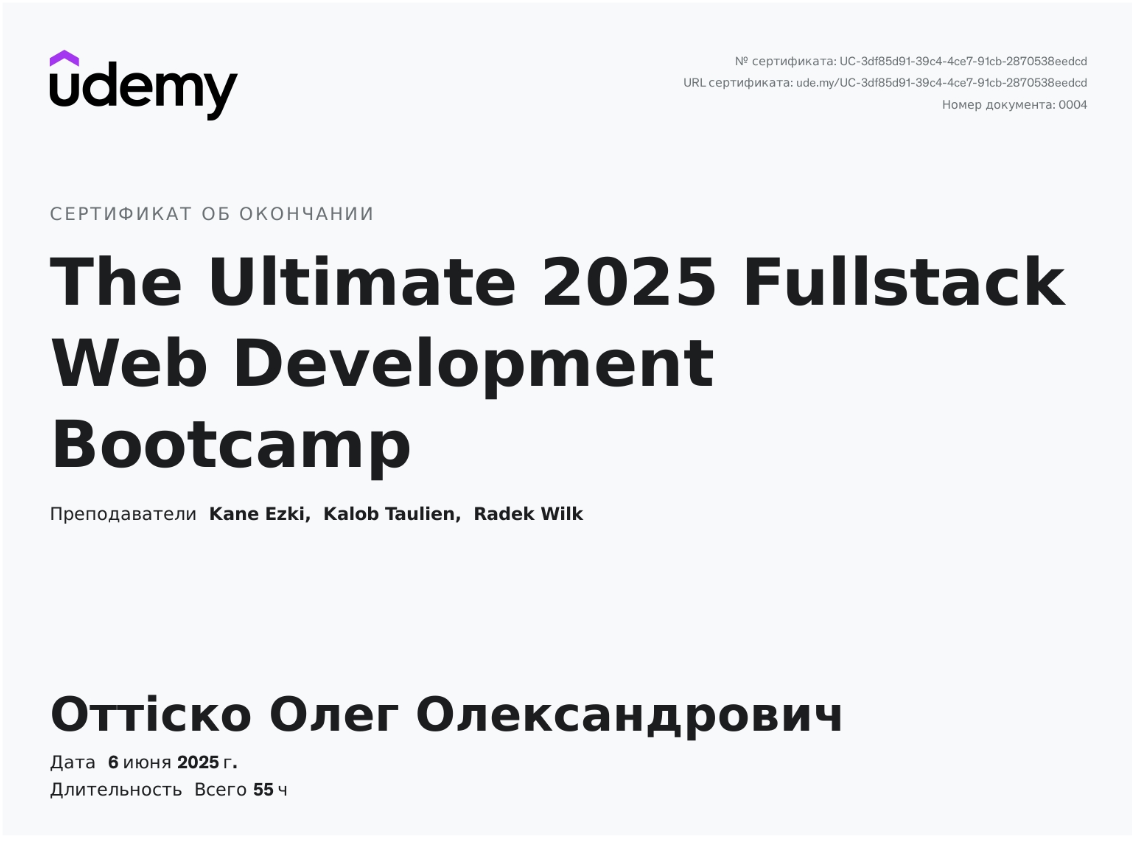 udemy
№ сертификата: UC-3df85d91-39c4-4ce7-91cb-2870538eedcd
URL сертификата: ude.my/UC-3df85d91-39c4-4ce7-91cb-2870538eedcd
Номер документа: 0004
СЕРТИФИКАТ ОБ ОКОНЧАНИИ
The Ultimate 2025 Fullstack
Web Development
Bootcamp
Преподаватели Kane Ezki, Kalob Taulien, Radek Wilk
Оттіско Олег Олександрович
Дата 6 июня 2025 г.
Длительность Всего 55 ч